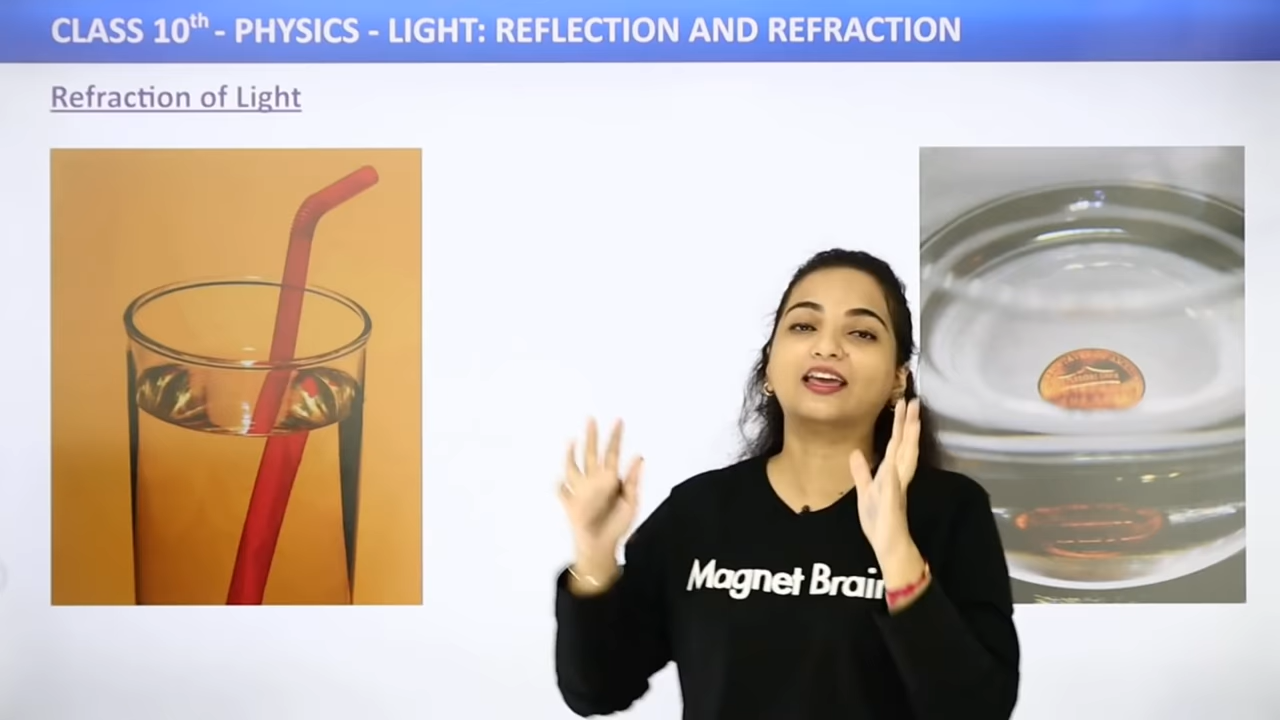 CLASS 10th - PHYSICS - LIGHT: REFLECTION AND REFRACTION
Refraction of Light
Magnet Brain